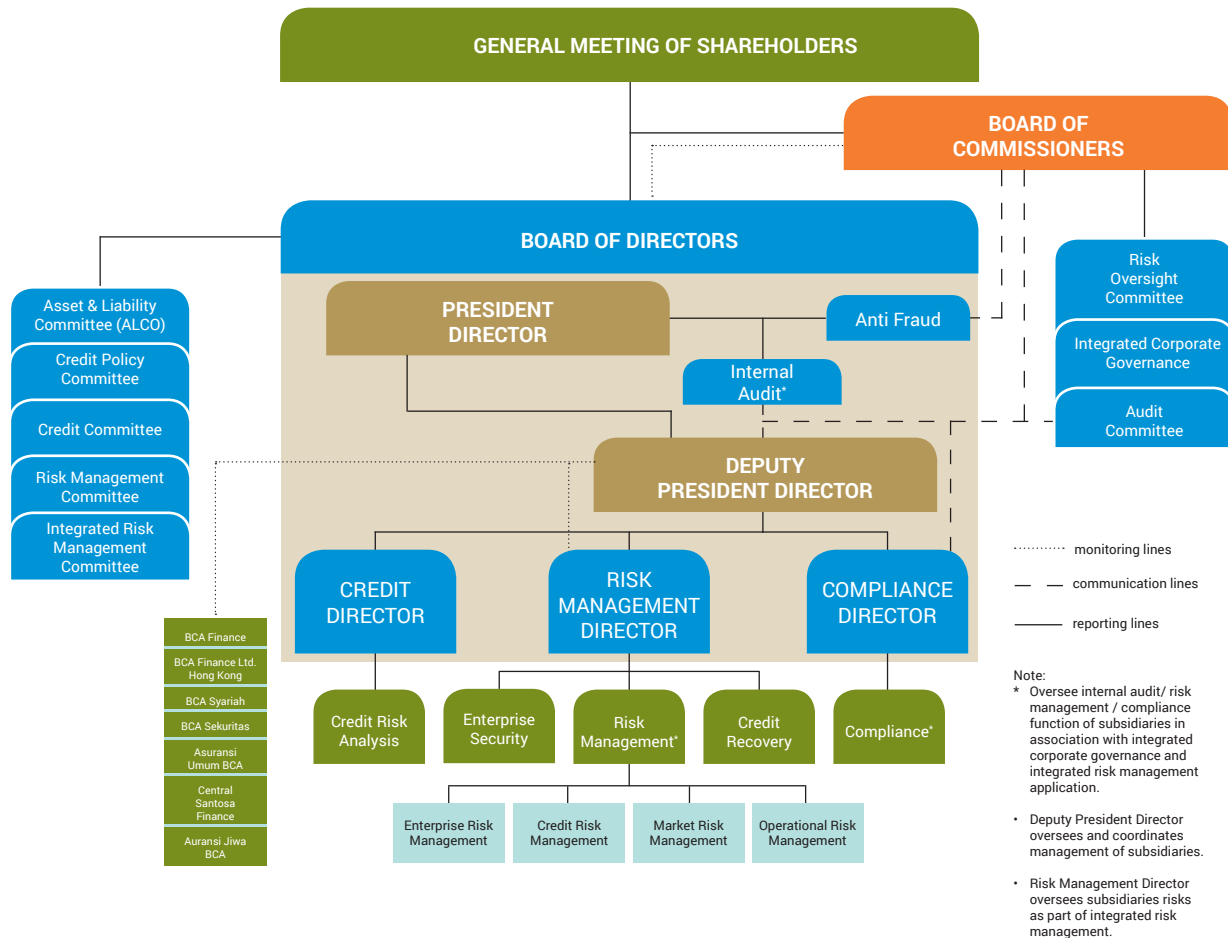 GENERAL MEETING OF SHAREHOLDERS
BOARD OF
COMMISSIONERS
BOARD OF DIRECTORS
PRESIDENT
DIRECTOR
Anti Fraud
Internal
Audit*
DEPUTY
PRESIDENT DIRECTOR
Risk
Oversight
Committee
Integrated Corporate
Governance
Audit
Committee
Asset & Liability
Committee (ALCO)
Credit Policy
Committee
Credit Committee
Risk Management
Committee
Integrated Risk
Management
Committee
CREDIT
DIRECTOR
RISK
MANAGEMENT
DIRECTOR
COMPLIANCE
DIRECTOR
BCA Finance
BCA Finance Ltd.
Hong Kong
BCA Syariah
BCA Sekuritas
Asuransi
Umum BCA
Central
Santosa
Finance
Auransi Jiwa
BCA
Credit Risk
Analysis
Enterprise
Security
Risk
Management*
Credit
Recovery
Compliance*
Enterprise Risk
Management
Credit Risk
Management
Market Risk
Management
Operational Risk
Management
monitoring lines
communication lines
reporting lines
Note:
* Oversee internal audit/ risk
management / compliance
function of subsidiaries in
association with integrated
corporate governance and
integrated risk management
application.
• Deputy President Director
oversees and coordinates
management of subsidiaries.
• Risk Management Director
oversees subsidiaries risks
as part of integrated risk
management.